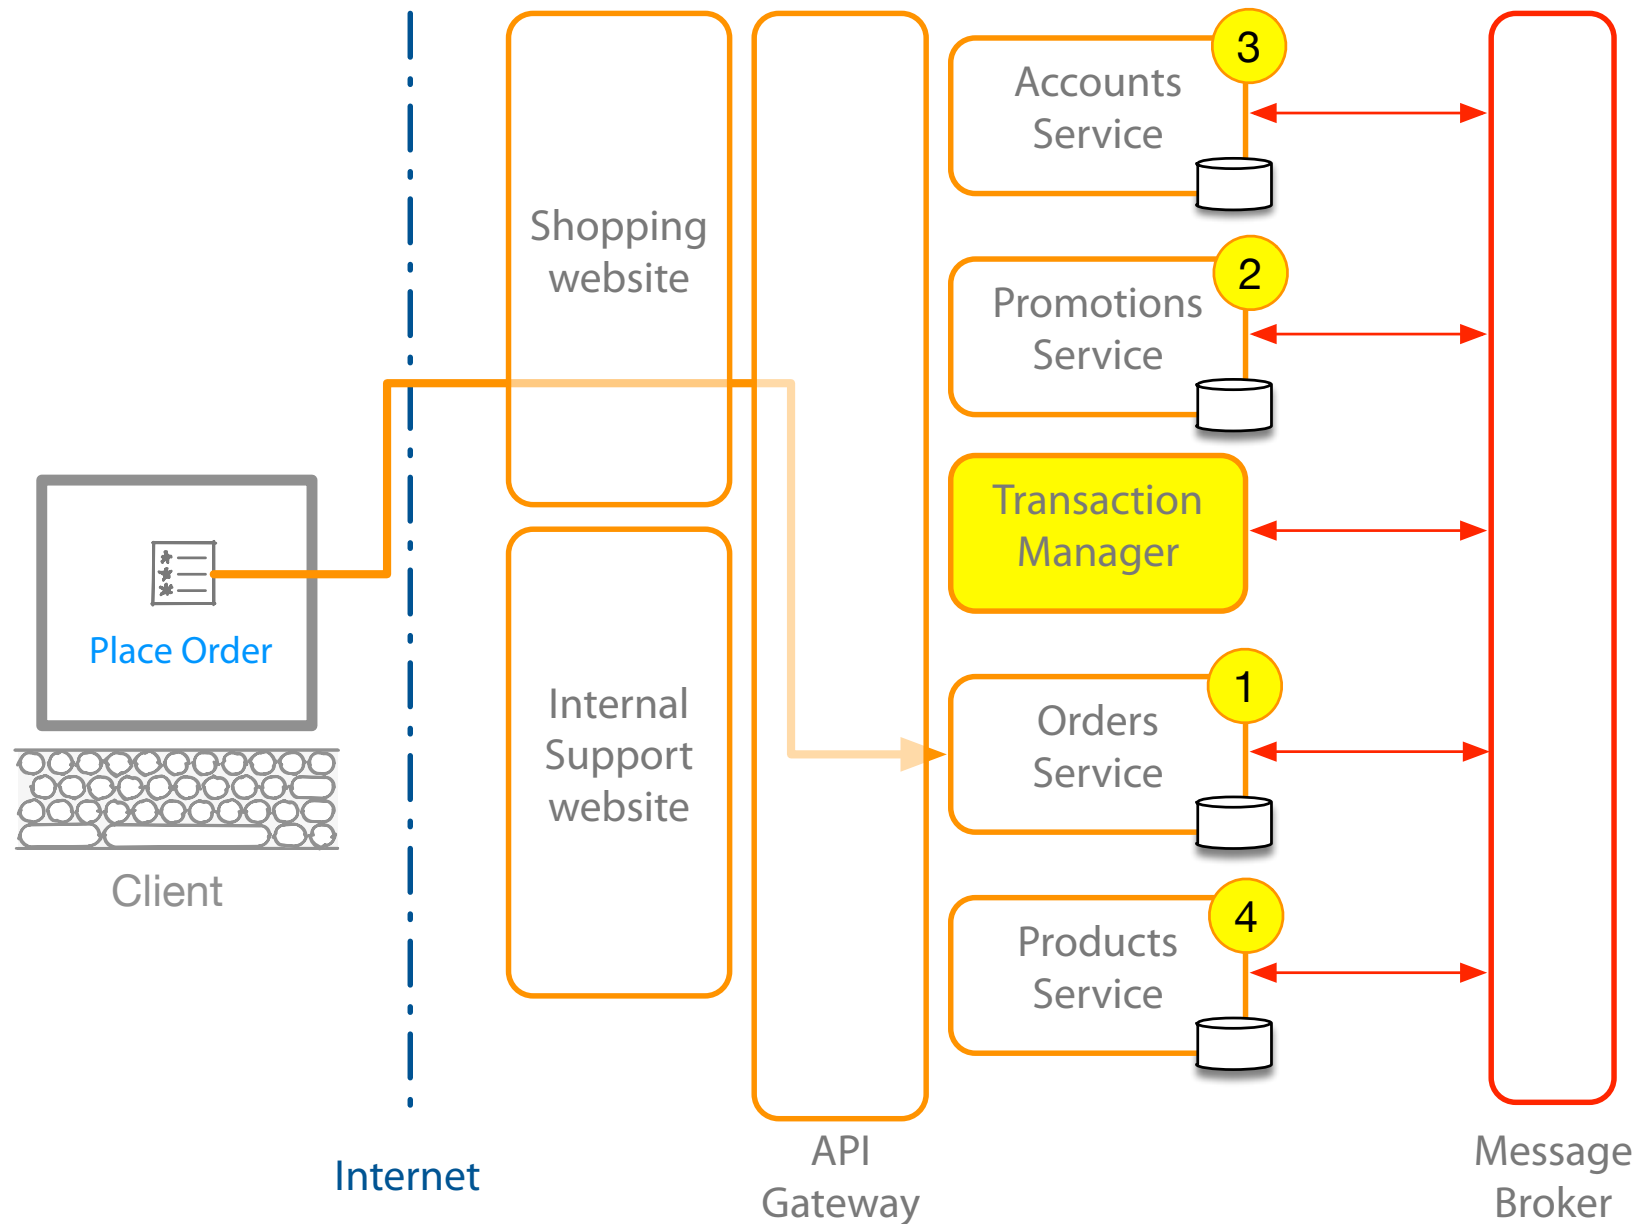 Place Order
Client
Internet
Shopping
website
Internal
Support
website
API
Gateway
3
Accounts
Service
2
Promotions
Service
Transaction
Manager
1
Orders
Service
4
Products
Service
Message
Broker